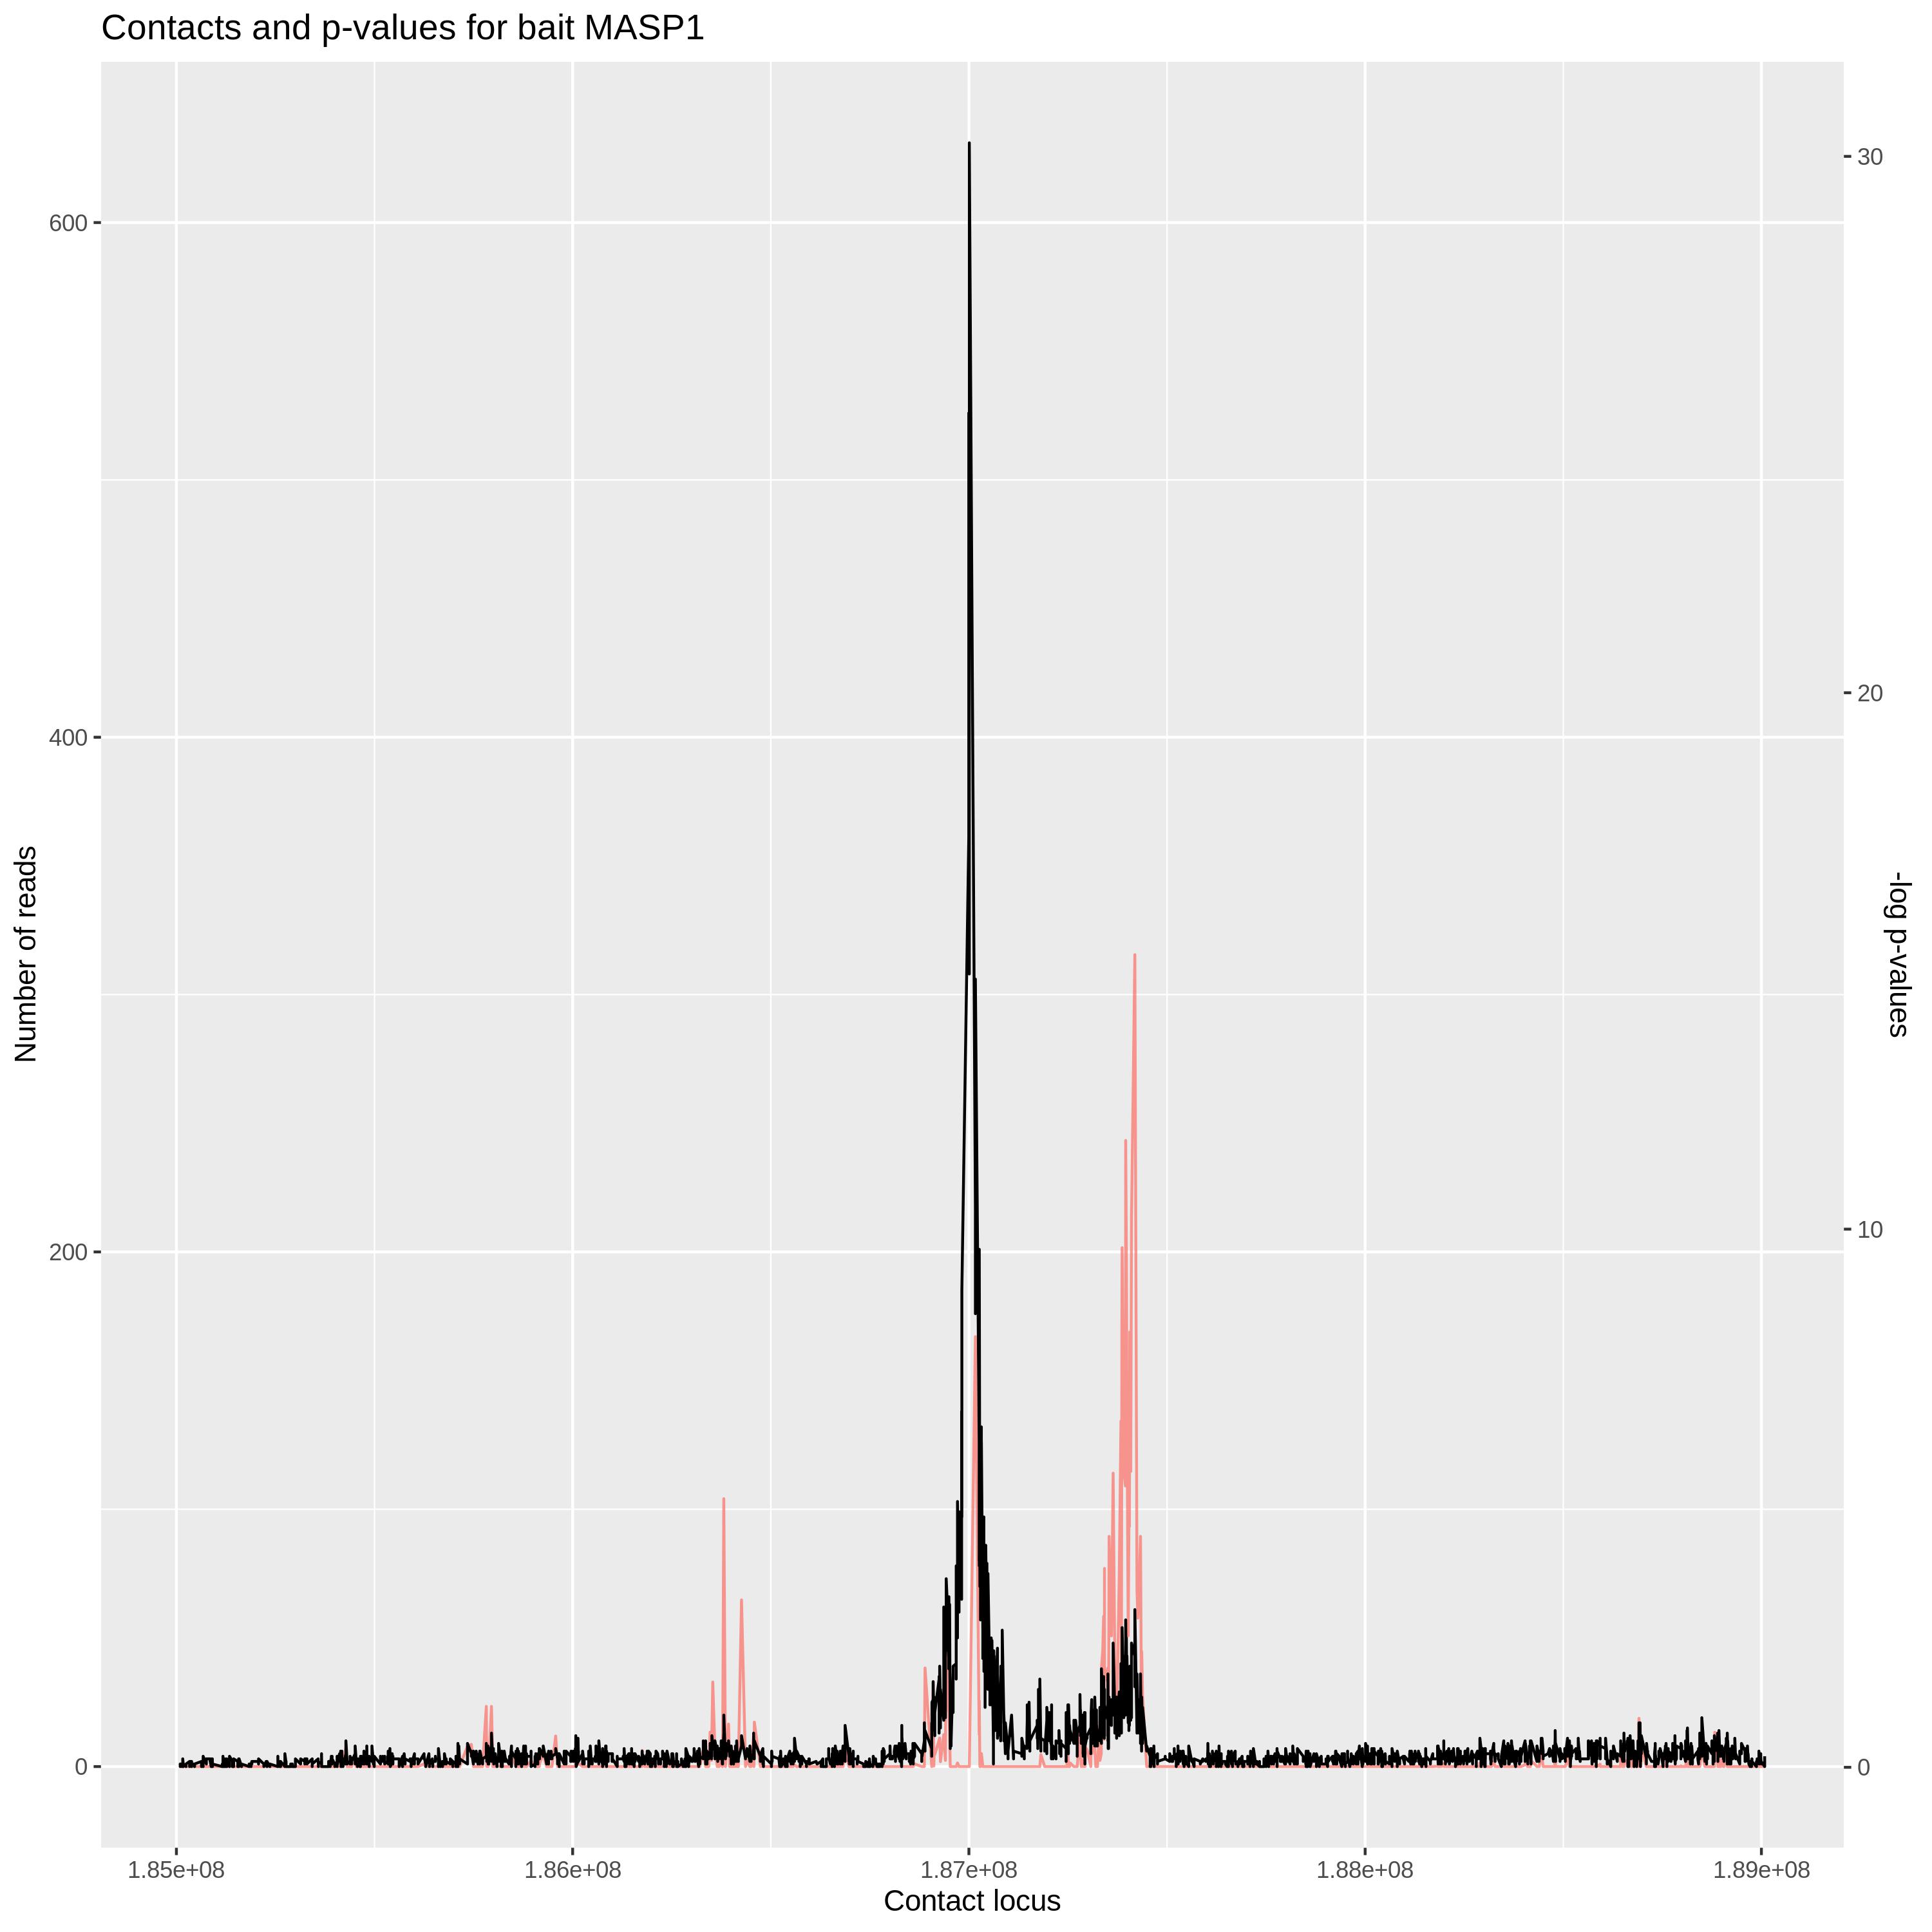 Contacts and p-values for bait MASP1
600
400
200
0
Number of reads
30
20
10
0
-log p-values
1.85e+08
1.86e+08
1.87e+08
1.88e+08
1.89e+08
Contact locus